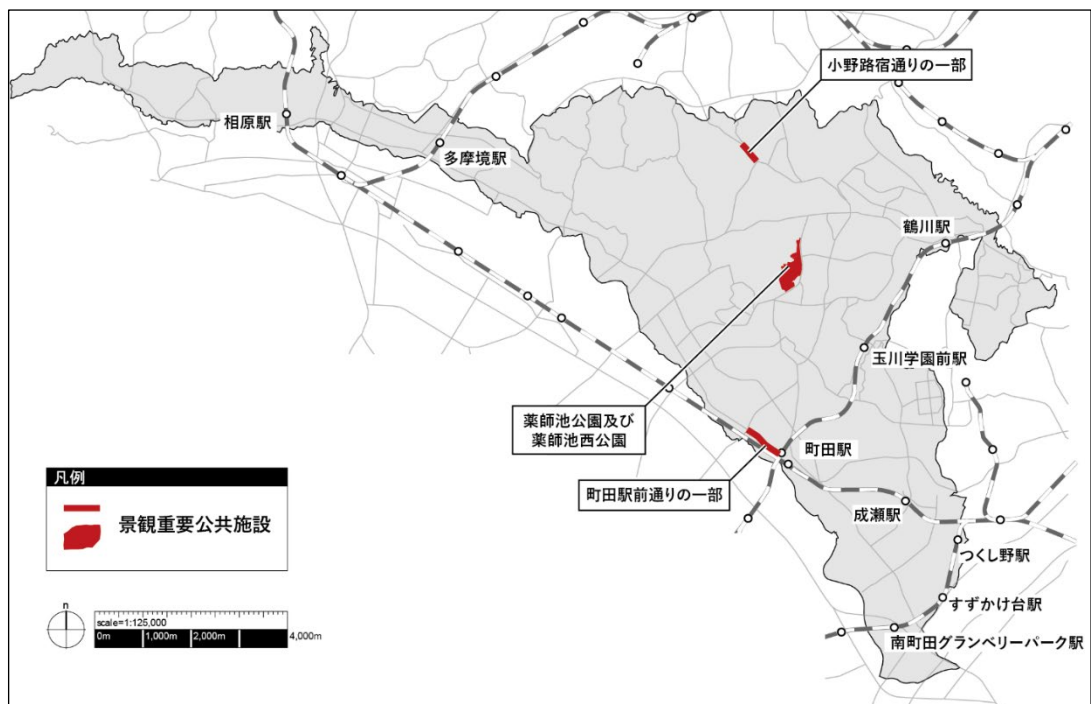 小野路宿通りの一部
相原駅
多摩境駅
鶴川駅
玉川学園前駅
薬師池公園及び
薬師池西公園
町田駅
町田駅前通りの一部
成瀬駅
つくし野駅
すずかけ台駅
南町田グランベリーパーク駅
凡例
景観重要公共施設
n
scale=1:125,000
0m 1,000m 2,000m 4,000m